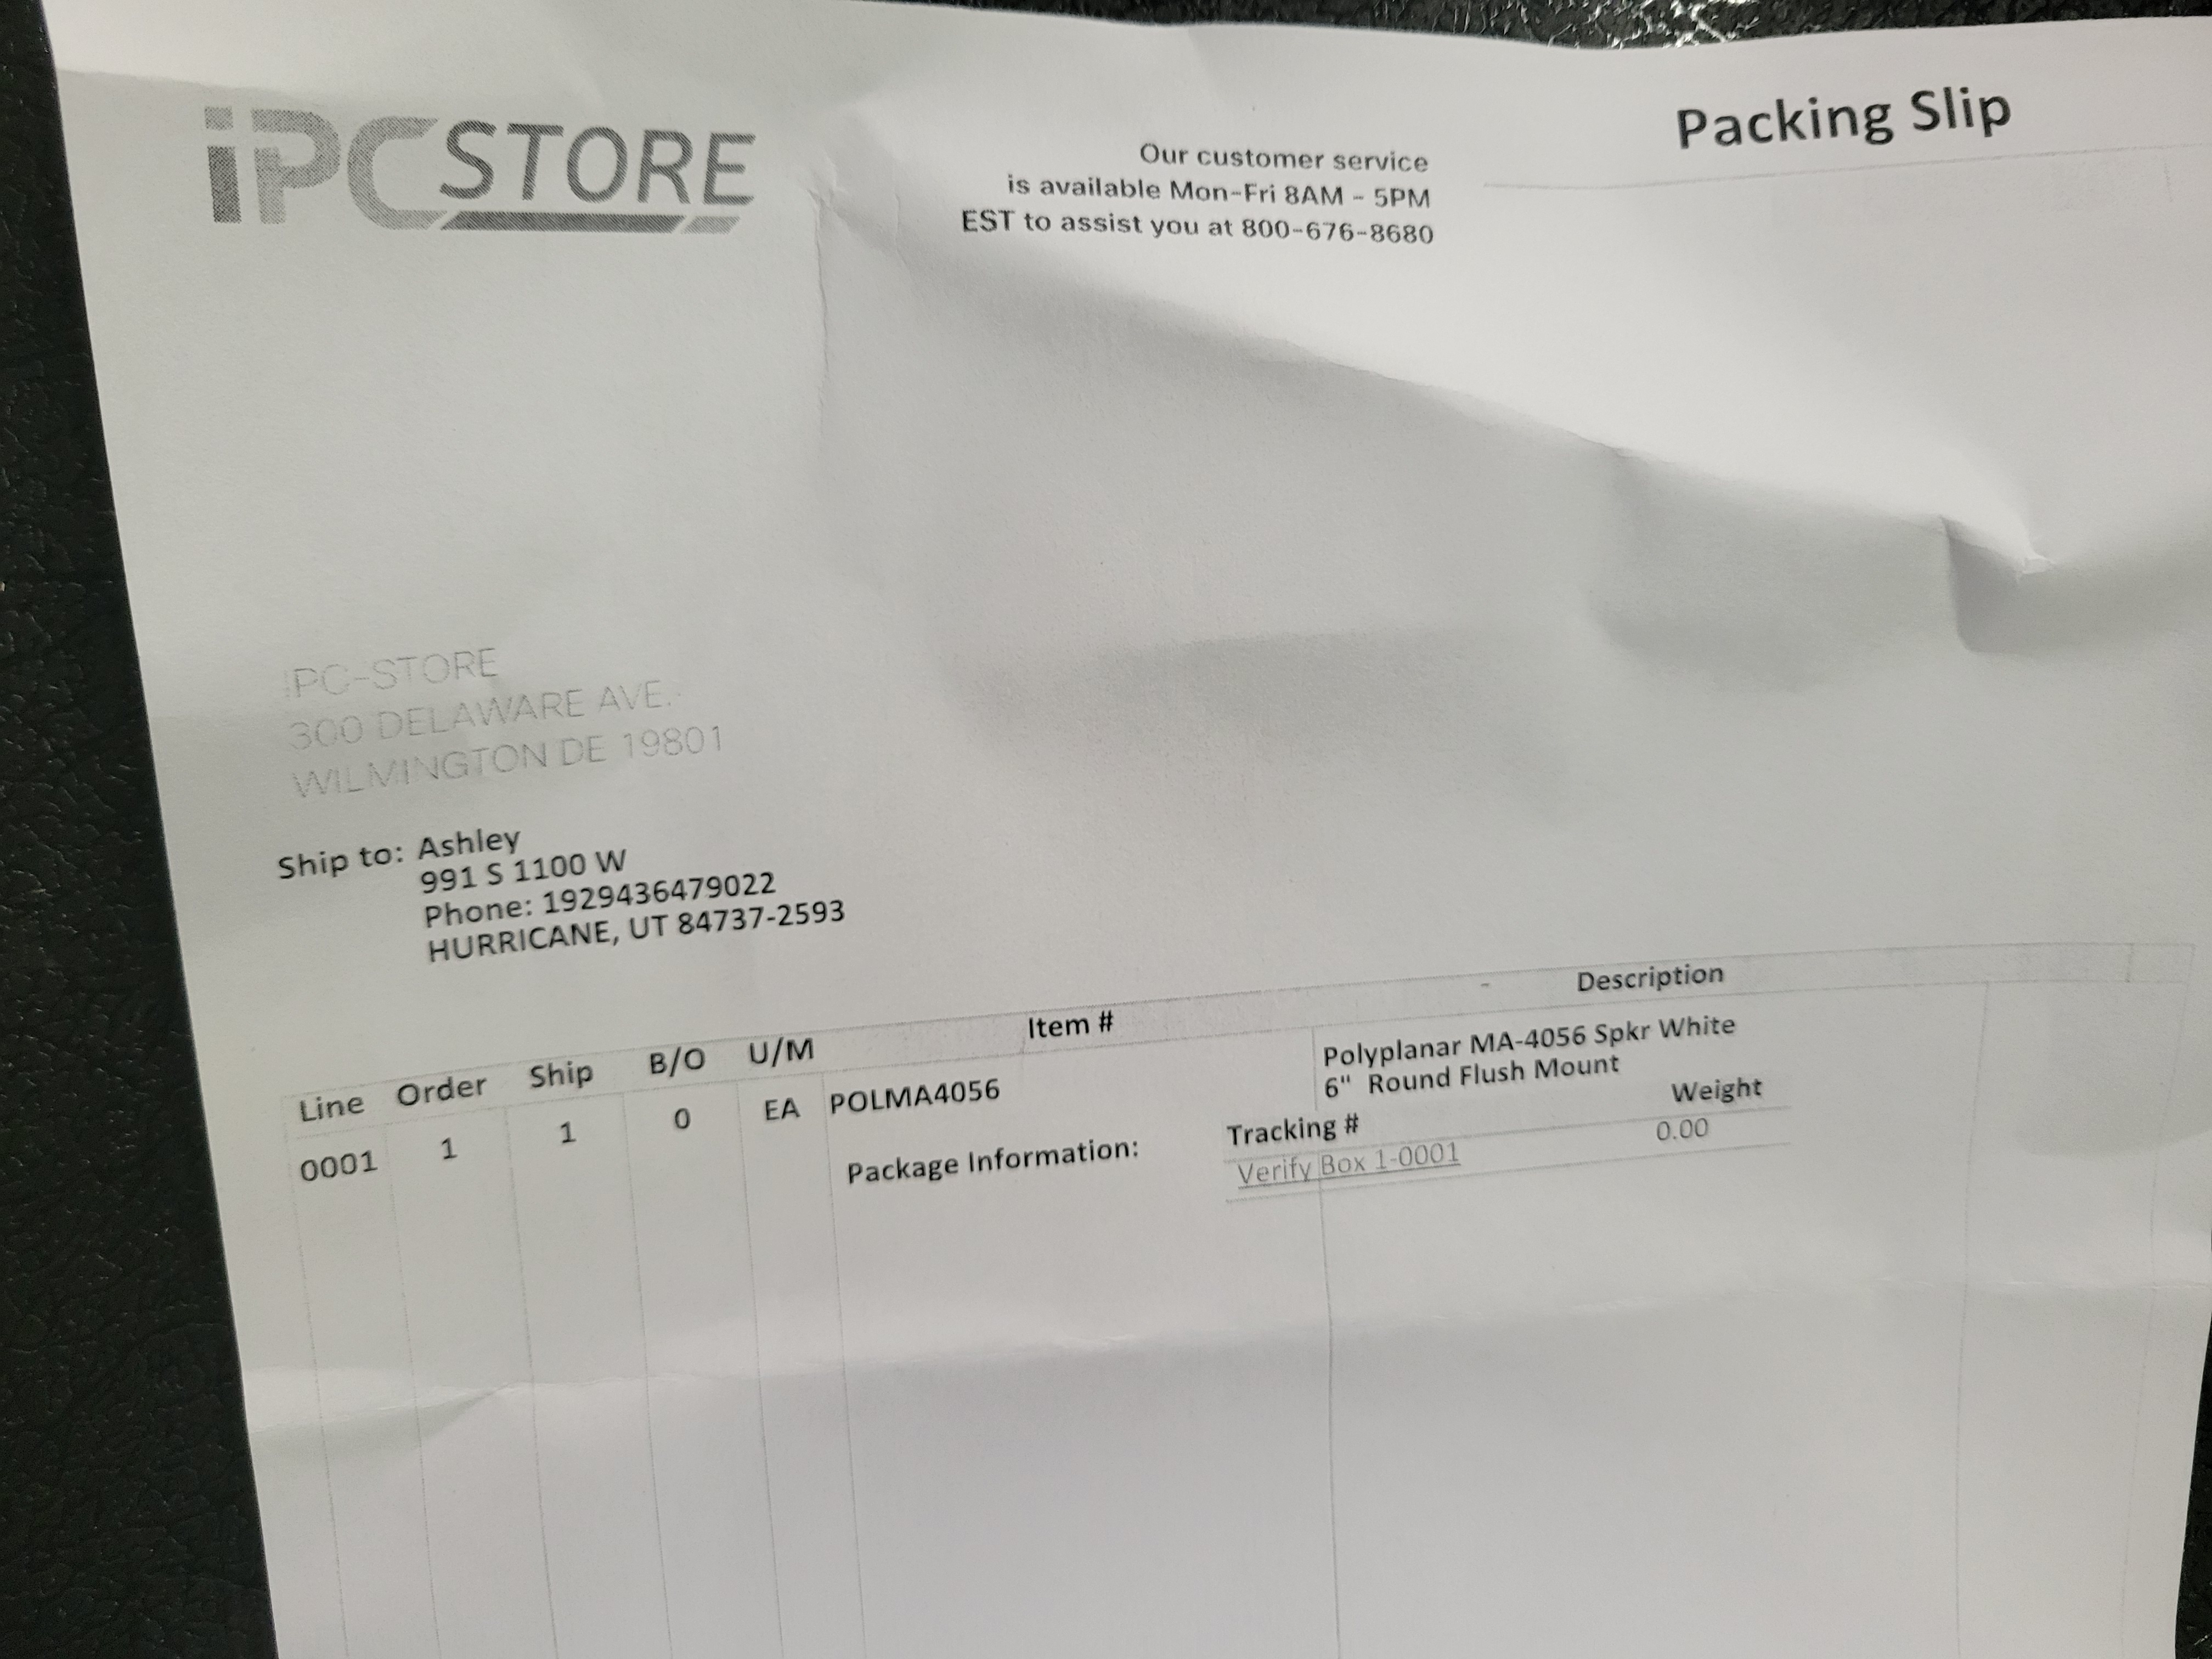 iPCSTORE
Packing Slip
Our customer service
is available Mon-Fri 8AM - 5PM
EST to assist you at 800-676-8680
IPC-STORE
300 DELAWARE AVE.
WILMINGTON DE 19801
Ship to: Ashley
991 S 1100 W
Phone: 1929436479022
HURRICANE, UT 84737-2593
Line Order Ship B/O U/M Item # Description
0001 1 1 0 EA POLMA4056 Polyplanar MA-4056 Spkr White
6" Round Flush Mount
Package Information: Tracking # Weight
Verify Box 1-0001 0.00